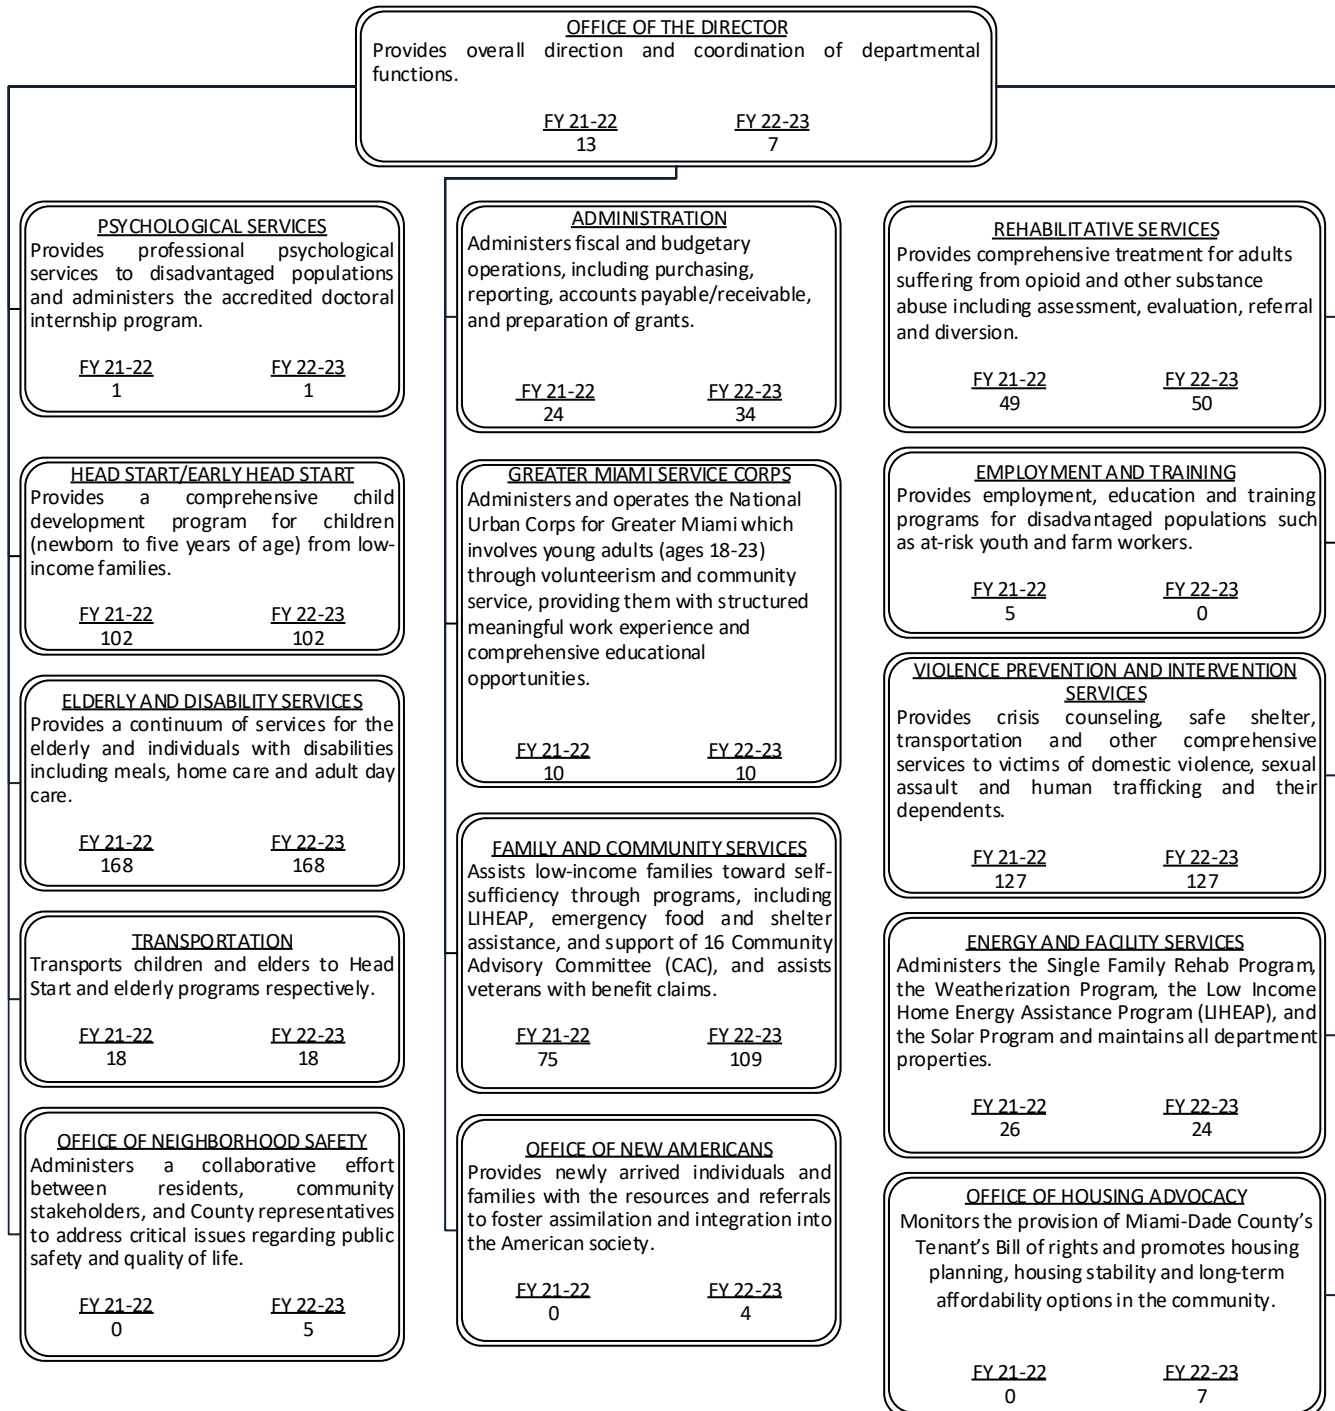 OFFICE OF THE DIRECTOR
Provides overall direction and coordination of departmental
functions.
FY 21-22 FY 22-23
13 7
PSYCHOLOGICAL SERVICES
Provides professional psychological
services to disadvantaged populations
and administers the accredited doctoral
internship program.
FY 21-22 FY 22-23
1 1
HEAD START/EARLY HEAD START
Provides a comprehensive child
development program for children
(newborn to five years of age) from low-
income families.
FY 21-22 FY 22-23
102 102
ELDERLY AND DISABILITY SERVICES
Provides a continuum of services for the
elderly and individuals with disabilities
including meals, home care and adult day
care.
FY 21-22 FY 22-23
168 168
TRANSPORTATION
Transports children and elders to Head
Start and elderly programs respectively.
FY 21-22 FY 22-23
18 18
OFFICE OF NEIGHBORHOOD SAFETY
Administers a collaborative effort
between residents, community
stakeholders, and County representatives
to address critical issues regarding public
safety and quality of life.
FY 21-22 FY 22-23
0 5
ADMINISTRATION
Administers fiscal and budgetary
operations, including purchasing,
reporting, accounts payable/receivable,
and preparation of grants.
FY 21-22 FY 22-23
24 34
GREATER MIAMI SERVICE CORPS
Administers and operates the National
Urban Corps for Greater Miami which
involves young adults (ages 18-23)
through volunteerism and community
service, providing them with structured
meaningful work experience and
comprehensive educational
opportunities.
FY 21-22 FY 22-23
10 10
FAMILY AND COMMUNITY SERVICES
Assists low-income families toward self-
sufficiency through programs, including
LIHEAP, emergency food and shelter
assistance, and support of 16 Community
Advisory Committee (CAC), and assists
veterans with benefit claims.
FY 21-22 FY 22-23
75 109
OFFICE OF NEW AMERICANS
Provides newly arrived individuals and
families with the resources and referrals
to foster assimilation and integration into
the American society.
FY 21-22 FY 22-23
0 4
REHABILITATIVE SERVICES
Provides comprehensive treatment for adults
suffering from opioid and other substance
abuse including assessment, evaluation, referral
and diversion.
FY 21-22 FY 22-23
49 50
EMPLOYMENT AND TRAINING
Provides employment, education and training
programs for disadvantaged populations such
as at-risk youth and farm workers.
FY 21-22 FY 22-23
5 0
VIOLENCE PREVENTION AND INTERVENTION
SERVICES
Provides crisis counseling, safe shelter,
transportation and other comprehensive
services to victims of domestic violence, sexual
assault and human trafficking and their
dependents.
FY 21-22 FY 22-23
127 127
ENERGY AND FACILITY SERVICES
Administers the Single Family Rehab Program,
the Weatherization Program, the Low Income
Home Energy Assistance Program (LIHEAP), and
the Solar Program and maintains all department
properties.
FY 21-22 FY 22-23
26 24
OFFICE OF HOUSING ADVOCACY
Monitors the provision of Miami-Dade County's
Tenant's Bill of rights and promotes housing
planning, housing stability and long-term
affordability options in the community.
FY 21-22 FY 22-23
0 7